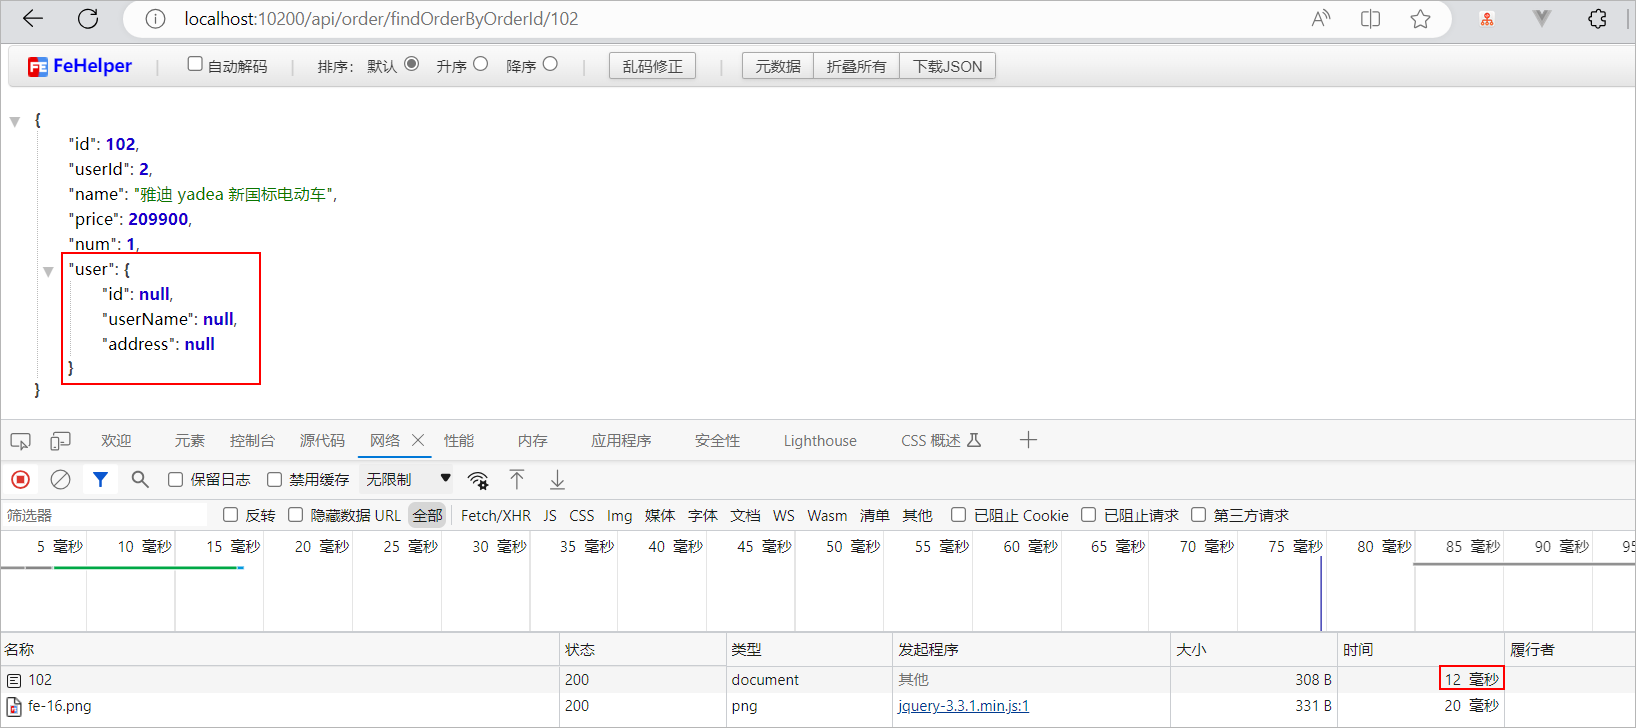 localhost:10200/api/order/findOrderByOrderId/102
FeHelper 自动解码 排序: 默认 升序 降序 乱码修正 元数据 折叠所有 下载JSON
{
"id": 102,
"userId": 2,
"name": "雅迪 yadea 新国标电动车",
"price": 209900,
"num": 1,
"user": {
"id": null,
"userName": null,
"address": null
}
}
欢迎 元素 控制台 源代码 网络 性能 内存 应用程序 安全性 Lighthouse CSS 概述
保留日志 禁用缓存 无限制
筛选器 反转 隐藏数据 URL 全部 Fetch/XHR JS CSS Img 媒体 字体 文档 WS Wasm 清单 其他 已阻止 Cookie 已阻止请求 第三方请求
5 毫秒 10 毫秒 15 毫秒 20 毫秒 25 毫秒 30 毫秒 35 毫秒 40 毫秒 45 毫秒 50 毫秒 55 毫秒 60 毫秒 65 毫秒 70 毫秒 75 毫秒 80 毫秒 85 毫秒 90 毫秒 95
名称 状态 类型 发起程序 大小 时间 履行者
102 200 document 其他 308 B 12 毫秒
fe-16.png 200 png jquery-3.3.1.min.js:1 331 B 20 毫秒